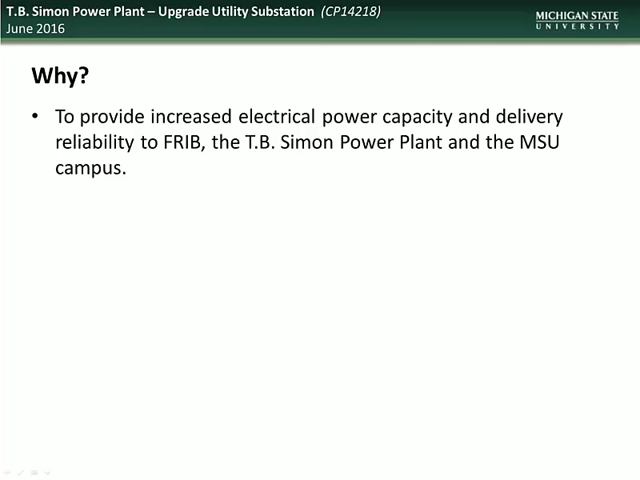 T.B. Simon Power Plant – Upgrade Utility Substation (CP14218)
June 2016
MICHIGAN STATE
UNIVERSITY
Why?
• To provide increased electrical power capacity and delivery
reliability to FRIB, the T.B. Simon Power Plant and the MSU
campus.